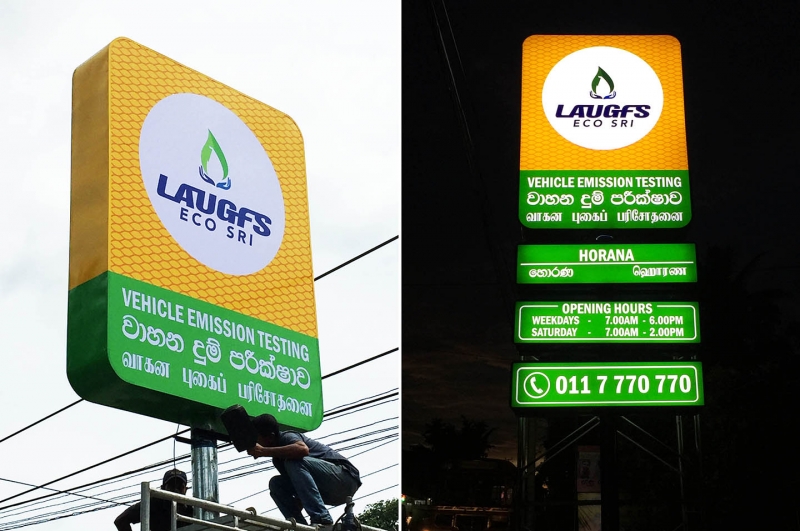 LAUGFS
ECO SRI
VEHICLE EMISSION TESTING
වාහන දුම් පරීක්ෂාව
வாகன புகைப் பரிசோதனை
LAUGFS
ECO SRI
VEHICLE EMISSION TESTING
වාහන දුම් පරීක්ෂාව
வாகன புகைப் பரிசோதனை
HORANA
හොරණ ஹொரண
OPENING HOURS
WEEKDAYS - 7.00AM - 6.00PM
SATURDAY - 7.00AM - 2.00PM
011 7 770 770